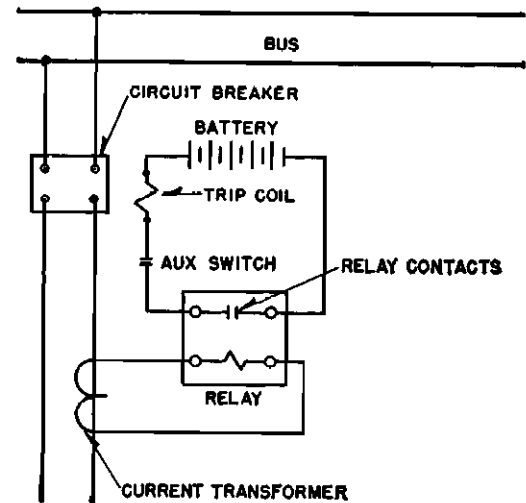 BUS
CIRCUIT BREAKER
BATTERY
TRIP COIL
AUX SWITCH
RELAY CONTACTS
RELAY
CURRENT TRANSFORMER